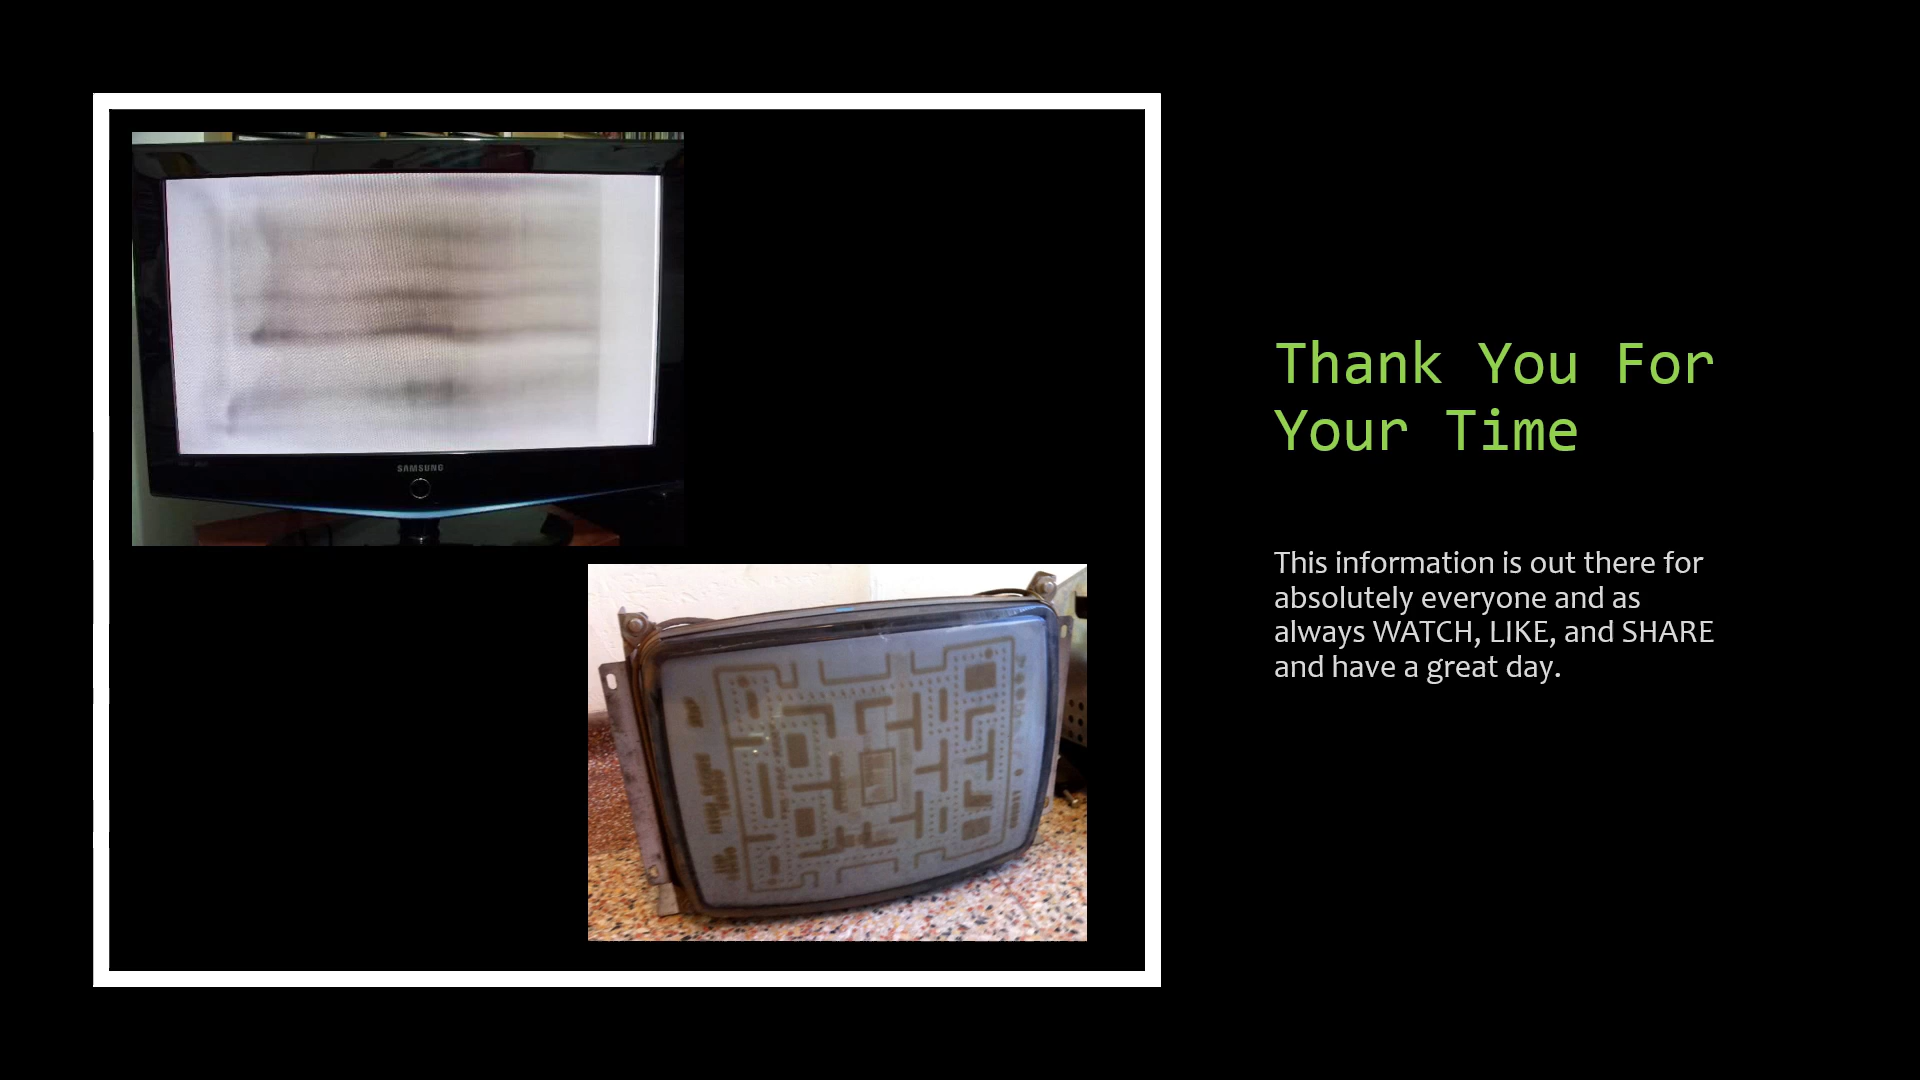 SAMSUNG
Thank You For
Your Time
This information is out there for
absolutely everyone and as
always WATCH, LIKE, and SHARE
and have a great day.